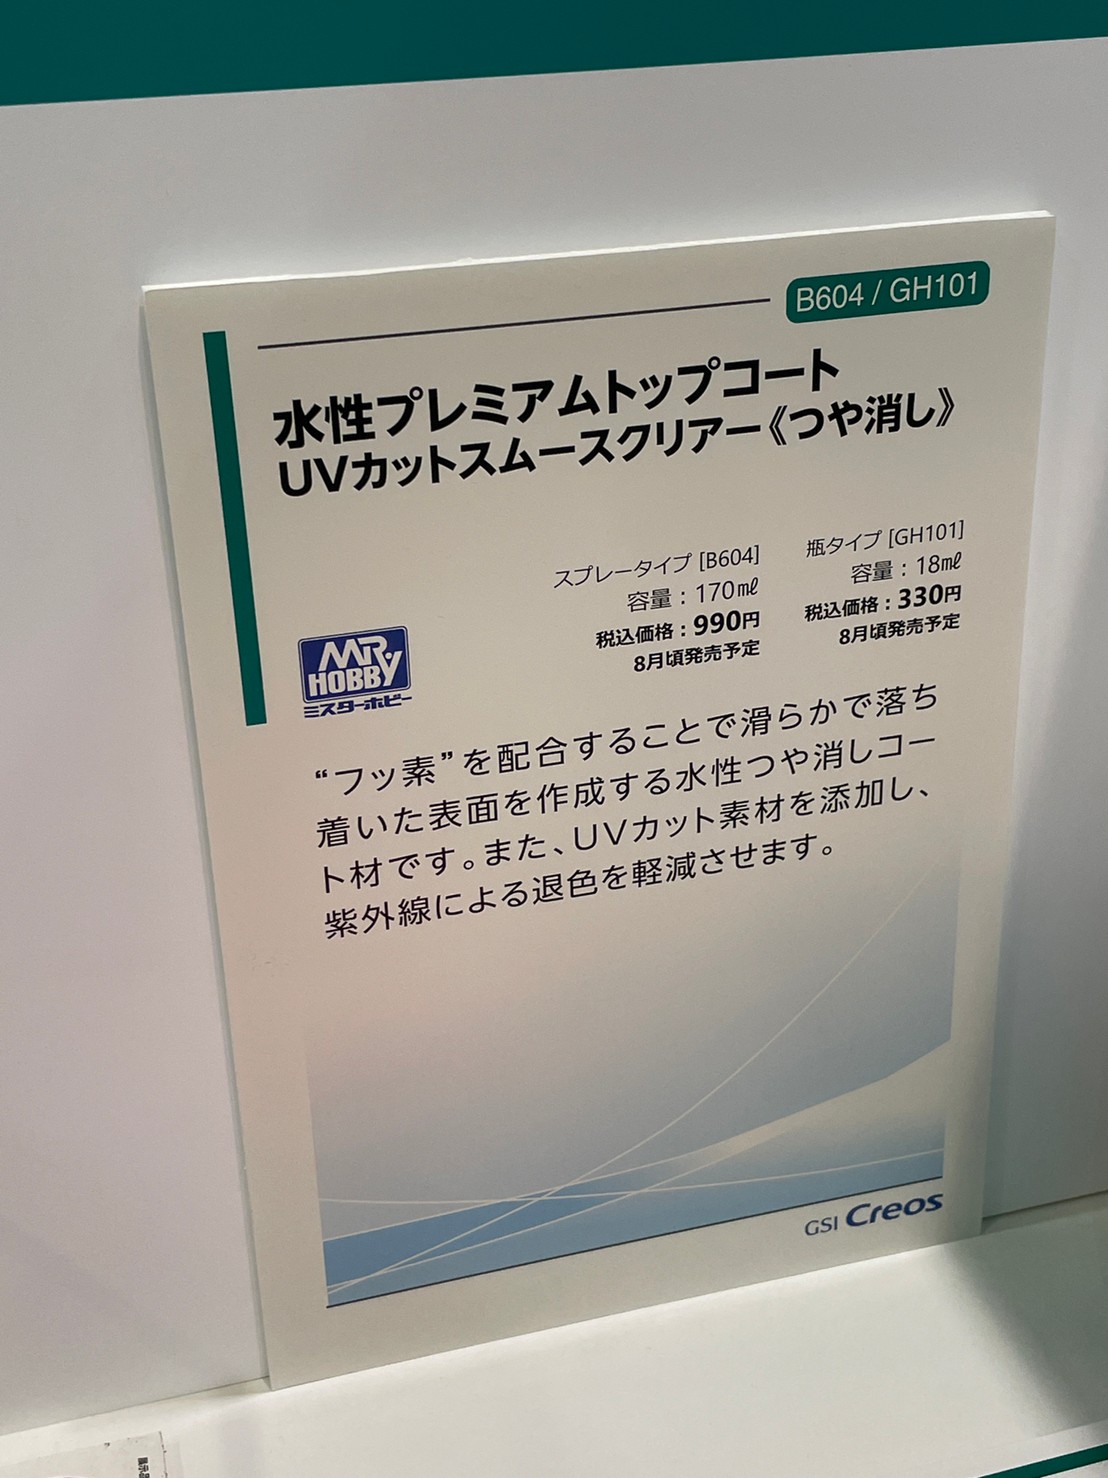 B604 / GH101
水性プレミアムトップコート
UVカットスムースクリアー《つや消し》
スプレータイプ [B604]
容量：170㎖
税込価格：990円
8月頃発売予定
瓶タイプ [GH101]
容量：18㎖
税込価格：330円
8月頃発売予定
MR.HOBBY
ミスターホビー
“フッ素”を配合することで滑らかで落ち
着いた表面を作成する水性つや消しコー
ト材です。また、UVカット素材を添加し、
紫外線による退色を軽減させます。
GSI Creos